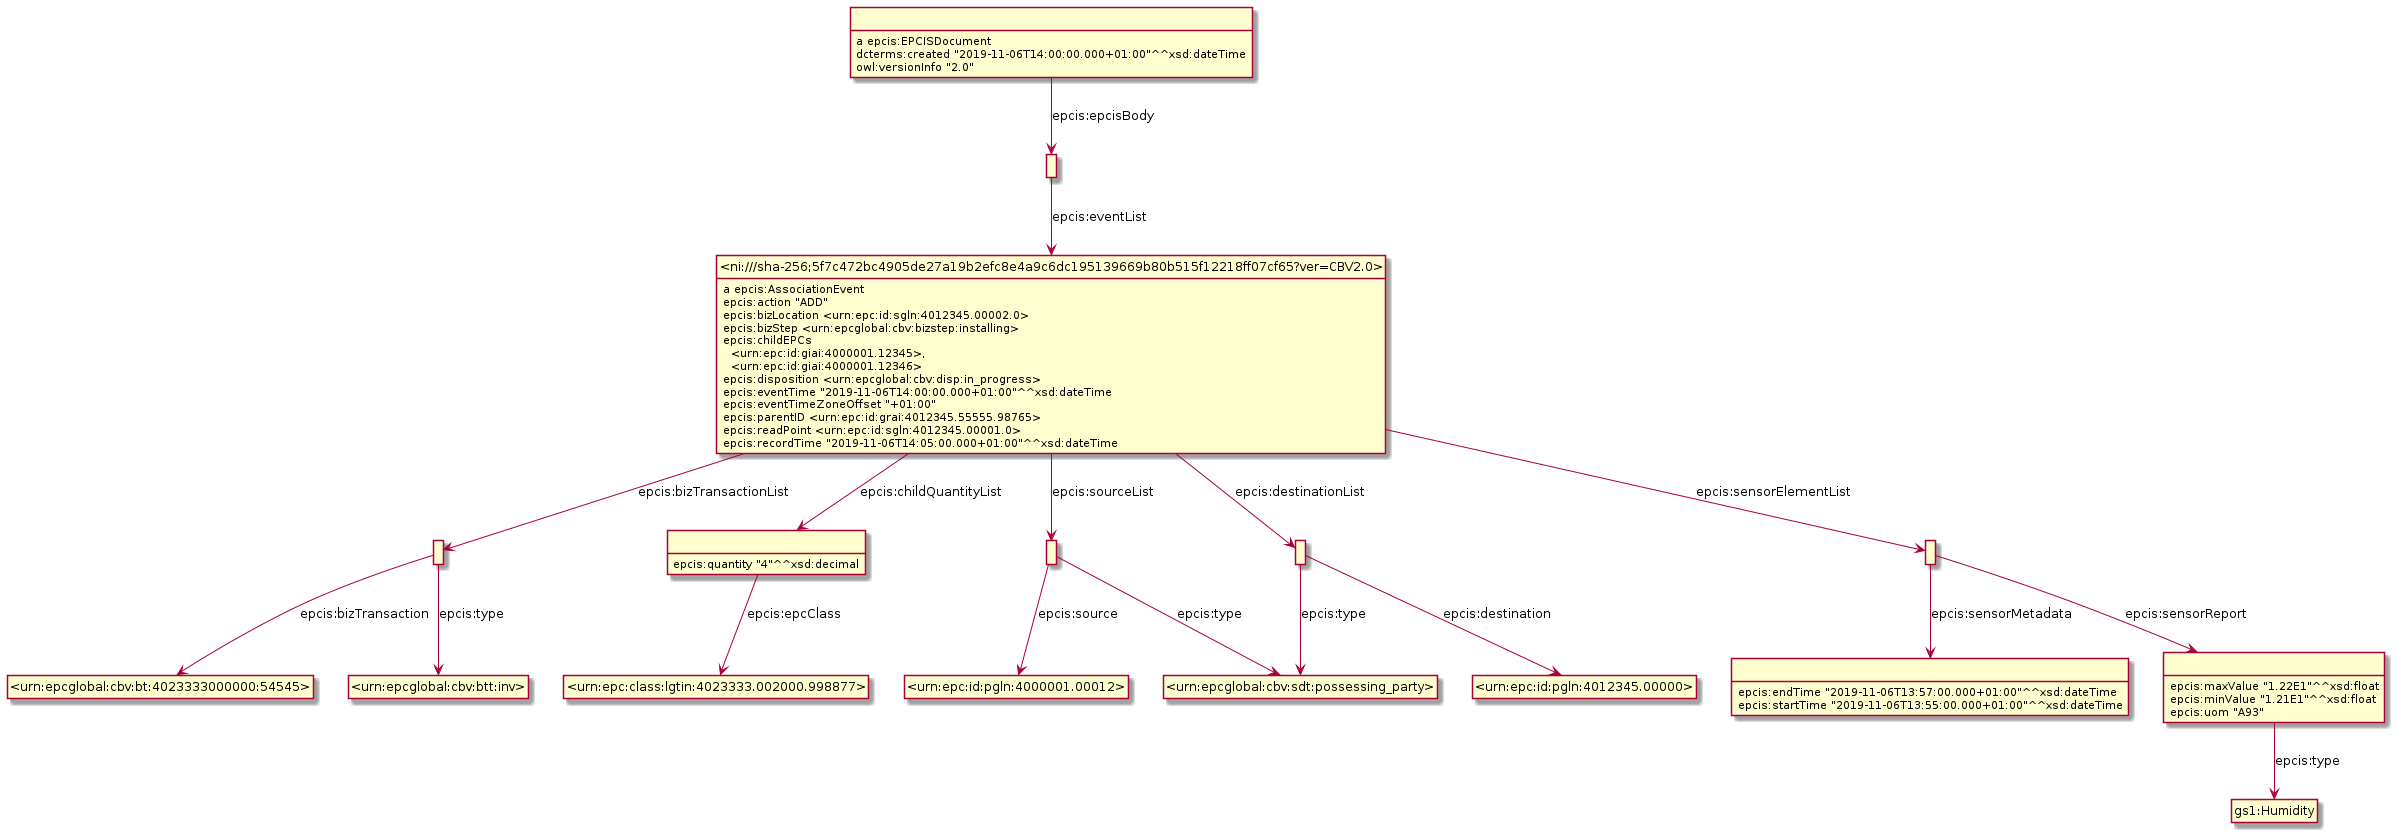 a epcis:EPCISDocument
dcterms:created "2019-11-06T14:00:00.000+01:00"^^xsd:dateTime
owl:versionInfo "2.0"
epcis:epcisBody
epcis:eventList
<ni:///sha-256;5f7c472bc4905de27a19b2efc8e4a9c6dc195139669b80b515f12218ff07cf65?ver=CBV2.0>
a epcis:AssociationEvent
epcis:action "ADD"
epcis:bizLocation <urn:epc:id:sgln:4012345.00002.0>
epcis:bizStep <urn:epcglobal:cbv:bizstep:installing>
epcis:childEPCs
<urn:epc:id:giai:4000001.12345>,
<urn:epc:id:giai:4000001.12346>
epcis:disposition <urn:epcglobal:cbv:disp:in_progress>
epcis:eventTime "2019-11-06T14:00:00.000+01:00"^^xsd:dateTime
epcis:eventTimeZoneOffset "+01:00"
epcis:parentID <urn:epc:id:grai:4012345.55555.98765>
epcis:readPoint <urn:epc:id:sgln:4012345.00001.0>
epcis:recordTime "2019-11-06T14:05:00.000+01:00"^^xsd:dateTime
epcis:bizTransactionList
epcis:childQuantityList
epcis:sourceList
epcis:destinationList
epcis:sensorElementList
epcis:quantity "4"^^xsd:decimal
epcis:bizTransaction
epcis:type
epcis:epcClass
epcis:source
epcis:type
epcis:type
epcis:destination
epcis:sensorMetadata
epcis:sensorReport
<urn:epcglobal:cbv:bt:4023333000000:54545>
<urn:epcglobal:cbv:btt:inv>
<urn:epc:class:lgtin:4023333.002000.998877>
<urn:epc:id:pgln:4000001.00012>
<urn:epcglobal:cbv:sdt:possessing_party>
<urn:epc:id:pgln:4012345.00000>
epcis:endTime "2019-11-06T13:57:00.000+01:00"^^xsd:dateTime
epcis:startTime "2019-11-06T13:55:00.000+01:00"^^xsd:dateTime
epcis:maxValue "1.22E1"^^xsd:float
epcis:minValue "1.21E1"^^xsd:float
epcis:uom "A93"
epcis:type
gs1:Humidity